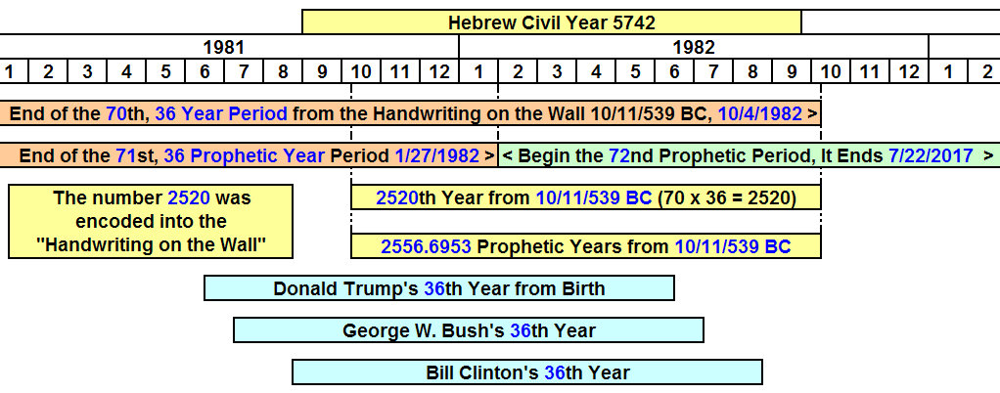 Hebrew Civil Year 5742
1981 1982
1 2 3 4 5 6 7 8 9 10 11 12 1 2 3 4 5 6 7 8 9 10 11 12 1 2
End of the 70th, 36 Year Period from the Handwriting on the Wall 10/11/539 BC, 10/4/1982 >
End of the 71st, 36 Prophetic Year Period 1/27/1982 > < Begin the 72nd Prophetic Period, It Ends 7/22/2017 >
The number 2520 was
encoded into the
"Handwriting on the Wall"
2520th Year from 10/11/539 BC (70 x 36 = 2520)
2556.6953 Prophetic Years from 10/11/539 BC
Donald Trump's 36th Year from Birth
George W. Bush's 36th Year
Bill Clinton's 36th Year